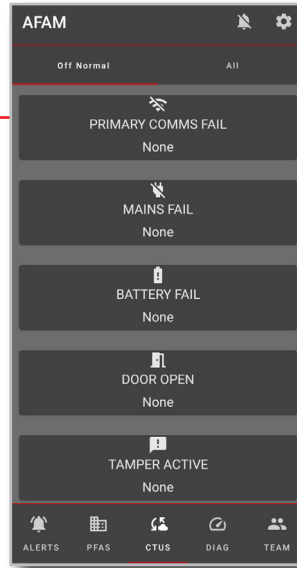 AFAM
Off Normal All
PRIMARY COMMS FAIL
None
MAINS FAIL
None
BATTERY FAIL
None
DOOR OPEN
None
TAMPER ACTIVE
None
ALERTS PFAS CTUS DIAG TEAM